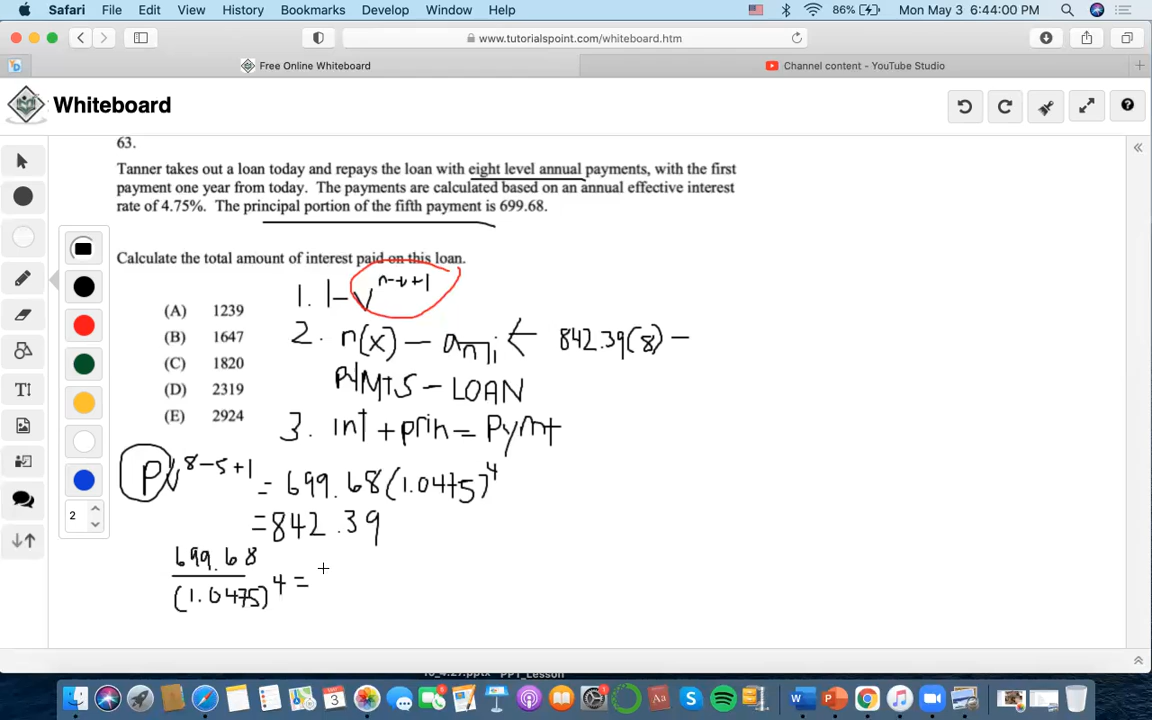 Safari File Edit View History Bookmarks Develop Window Help 86% Mon May 3 6:44:00 PM
www.tutorialspoint.com/whiteboard.htm
Free Online Whiteboard Channel content - YouTube Studio
Whiteboard
63.
Tanner takes out a loan today and repays the loan with eight level annual payments, with the first
payment one year from today. The payments are calculated based on an annual effective interest
rate of 4.75%. The principal portion of the fifth payment is 699.68.
Calculate the total amount of interest paid on this loan.
(A) 1239
(B) 1647
(C) 1820
(D) 2319
(E) 2924
1. 1-v^n-t+1
2. n(x) - a n i < 842.39(8) -
PYMTS - LOAN
3. int + prin = Pymt
Pv^8-5+1 = 699.68(1.0475)^4
= 842.39
699.68
(1.0475)^4 =
T
2
PPT_Lesson